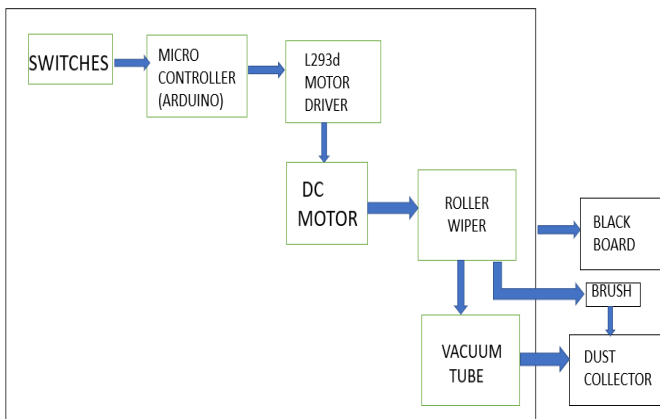 SWITCHES
MICRO
CONTROLLER
(ARDUINO)
L293d
MOTOR
DRIVER
DC
MOTOR
ROLLER
WIPER
BLACK
BOARD
BRUSH
VACUUM
TUBE
DUST
COLLECTOR